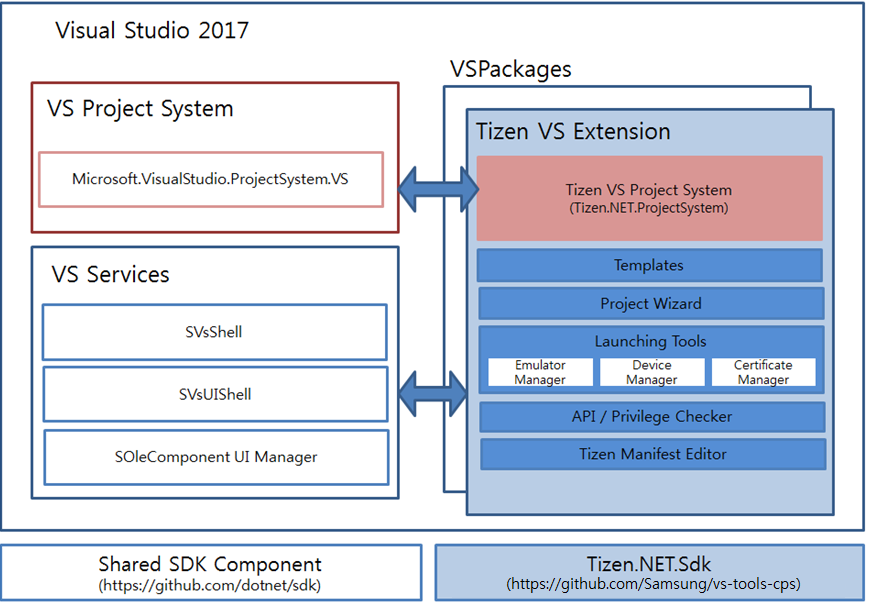 Visual Studio 2017
VS Project System
Microsoft.VisualStudio.ProjectSystem.VS
VS Services
SVsShell
SVsUIShell
SOleComponent UI Manager
VSPackages
Tizen VS Extension
Tizen VS Project System
(Tizen.NET.ProjectSystem)
Templates
Project Wizard
Launching Tools
Emulator
Manager
Device
Manager
Certificate
Manager
API / Privilege Checker
Tizen Manifest Editor
Shared SDK Component
(https://github.com/dotnet/sdk)
Tizen.NET.Sdk
(https://github.com/Samsung/vs-tools-cps)